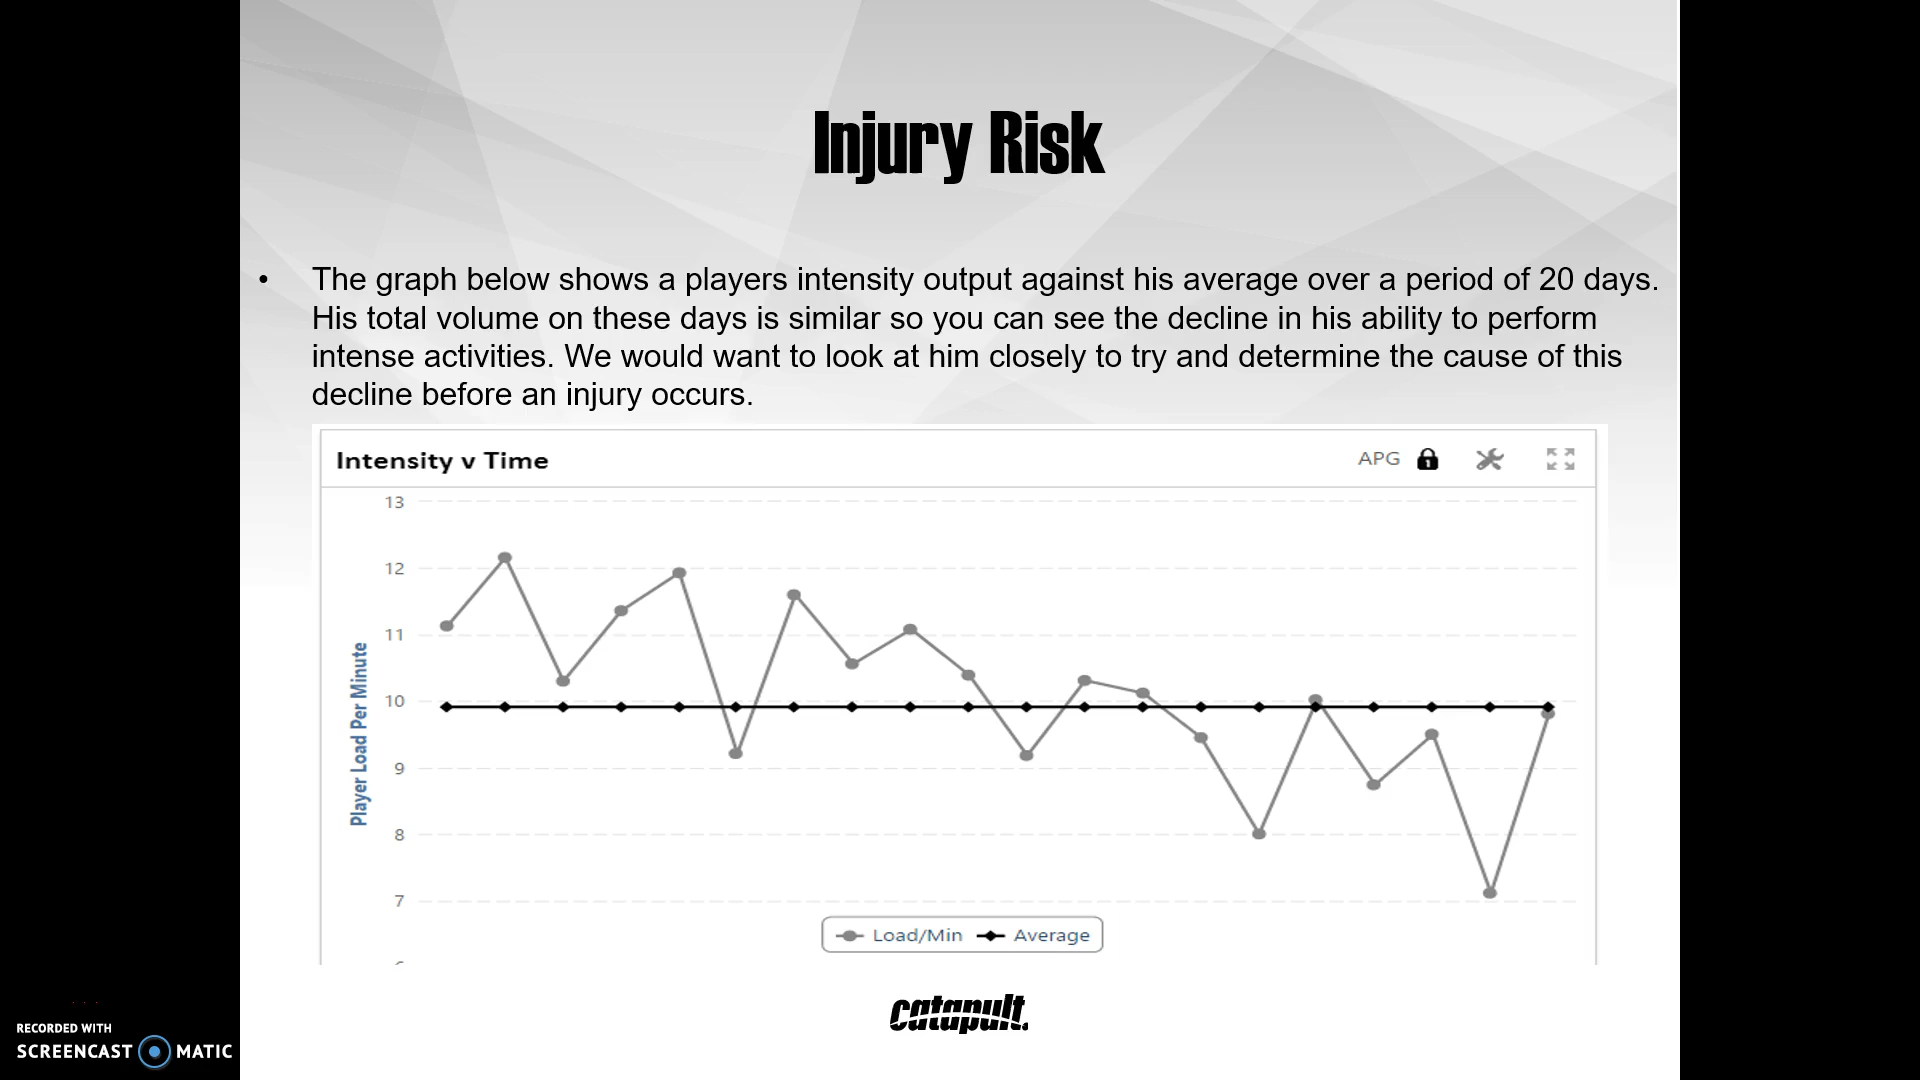 Injury Risk
• The graph below shows a players intensity output against his average over a period of 20 days.
His total volume on these days is similar so you can see the decline in his ability to perform
intense activities. We would want to look at him closely to try and determine the cause of this
decline before an injury occurs.
Intensity v Time
APG
13
12
11
10
9
8
7
Player Load Per Minute
Load/Min Average
catapult.
RECORDED WITH
SCREENCAST MATIC